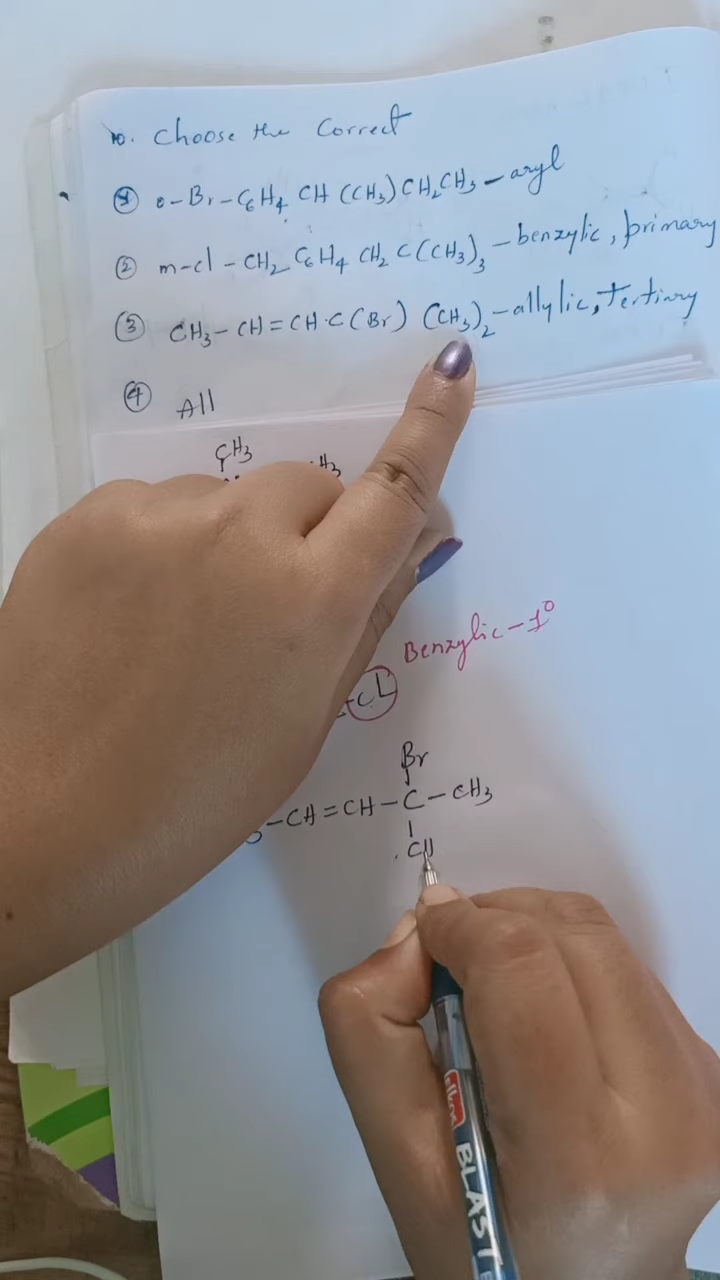 10. Choose the Correct
① o-Br-C₆H₄ CH (CH₃) CH₂CH₃ - aryl
② m-cl-CH₂ C₆H₄ CH₂ C(CH₃)₃ - benzylic, primary
③ CH₃-CH=CH·C(Br) (CH₃)₂ - allylic, tertiary
④ All
CH₃
H₃
Benzylic-1°
CL
Br
-CH=CH-C-CH₃
CH
BLAST